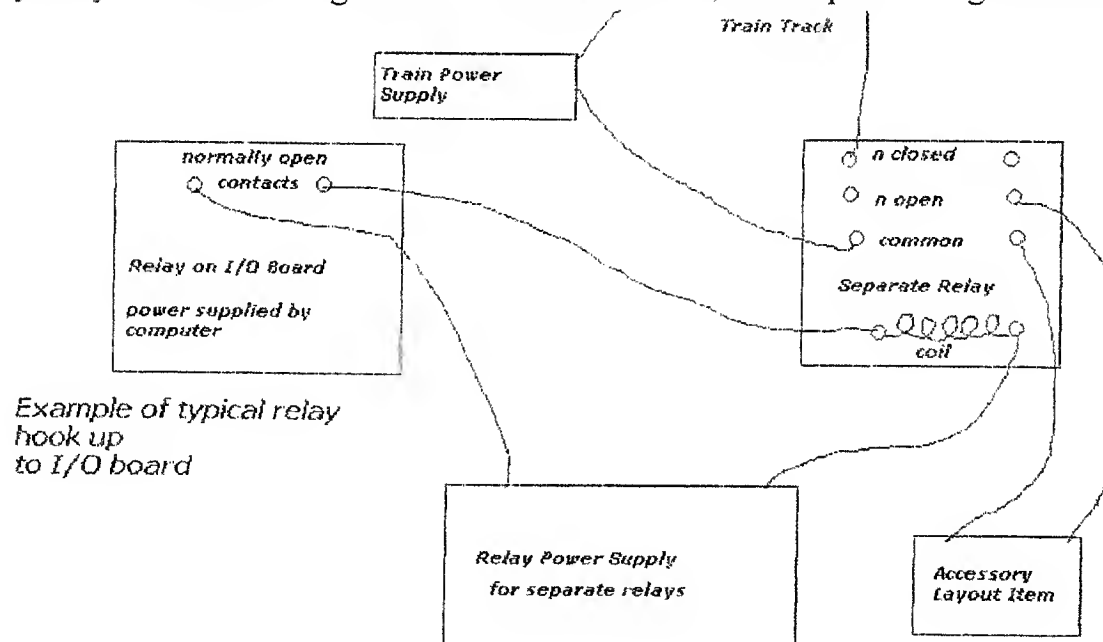 Train Track
Train Power
Supply
normally open
contacts
Relay on I/O Board
power supplied by
computer
n closed
n open
common
Separate Relay
coil
Example of typical relay
hook up
to I/O board
Relay Power Supply
for separate relays
Accessory
Layout Item